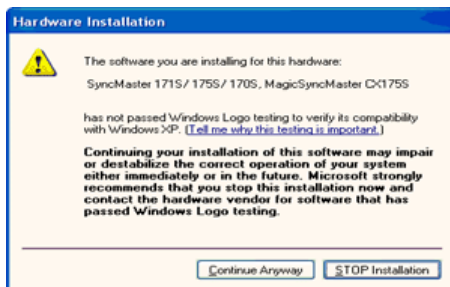 Hardware Installation
The software you are installing for this hardware:
SyncMaster 171S/ 175S/ 170S, MagicSyncMaster CX175S
has not passed Windows Logo testing to verify its compatibility
with Windows XP. (Tell me why this testing is important.)
Continuing your installation of this software may impair
or destabilize the correct operation of your system
either immediately or in the future. Microsoft strongly
recommends that you stop this installation now and
contact the hardware vendor for software that has
passed Windows Logo testing.
Continue Anyway STOP Installation